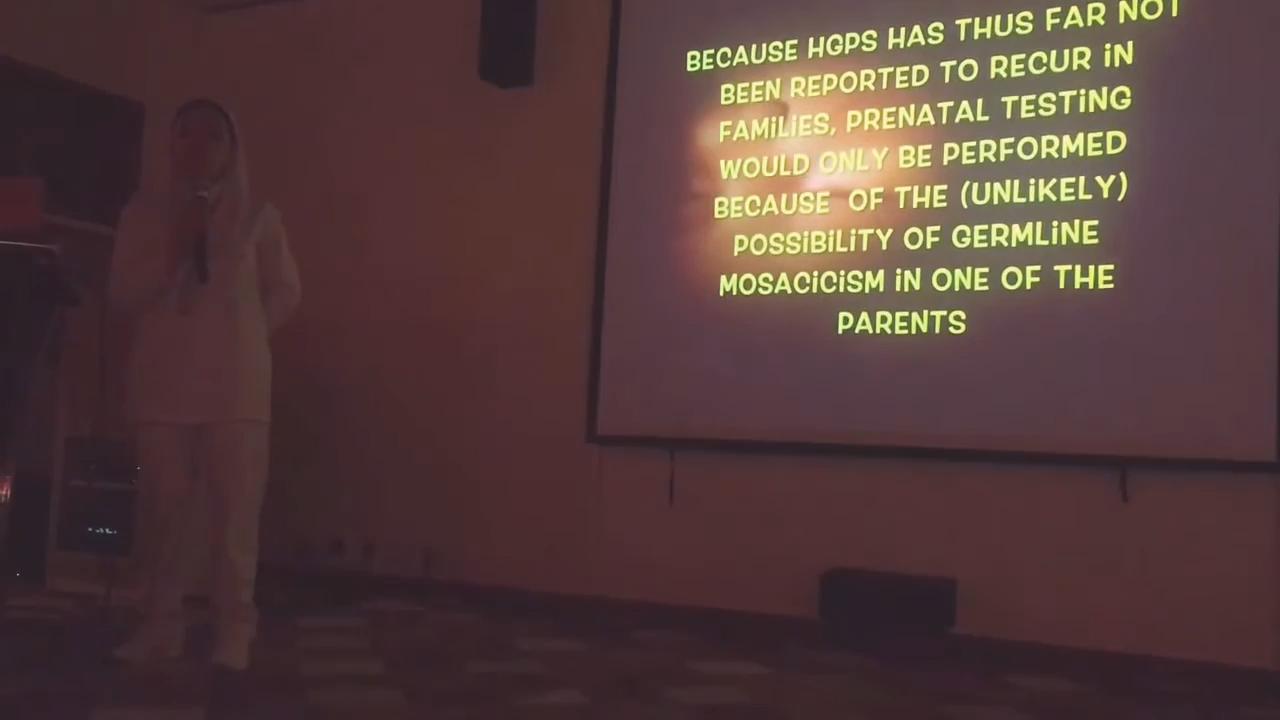 BECAUSE HGPS HAS THUS FAR NOT
BEEN REPORTED TO RECUR iN
FAMiLiES, PRENATAL TESTiNG
WOULD ONLY BE PERFORMED
BECAUSE OF THE (UNLiKELY)
POSSiBiLiTY OF GERMLiNE
MOSACiCiSM iN ONE OF THE
PARENTS